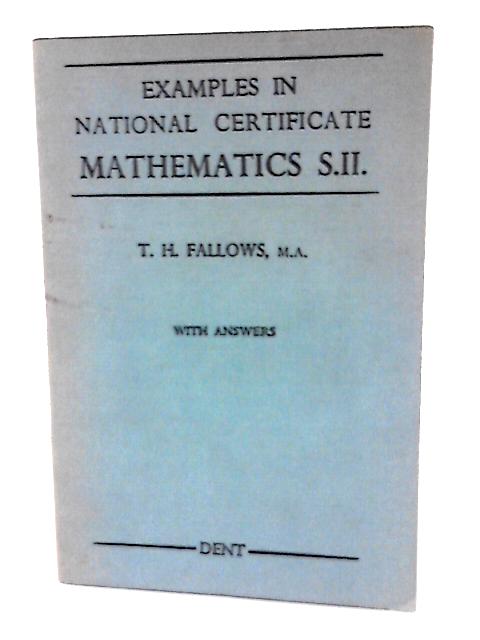 EXAMPLES IN
NATIONAL CERTIFICATE
MATHEMATICS S.II.
T. H. FALLOWS, M.A.
WITH ANSWERS
DENT